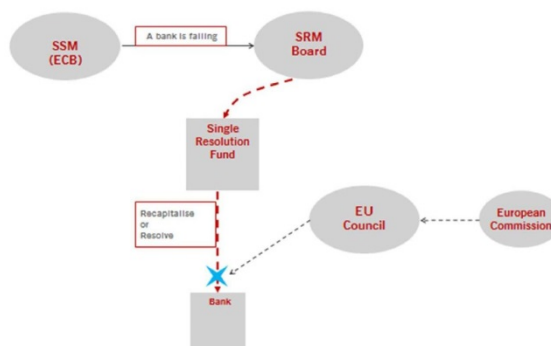 SSM
(ECB)
A bank is failing
SRM
Board
Single
Resolution
Fund
Recapitalise
or
Resolve
EU
Council
European
Commission
Bank